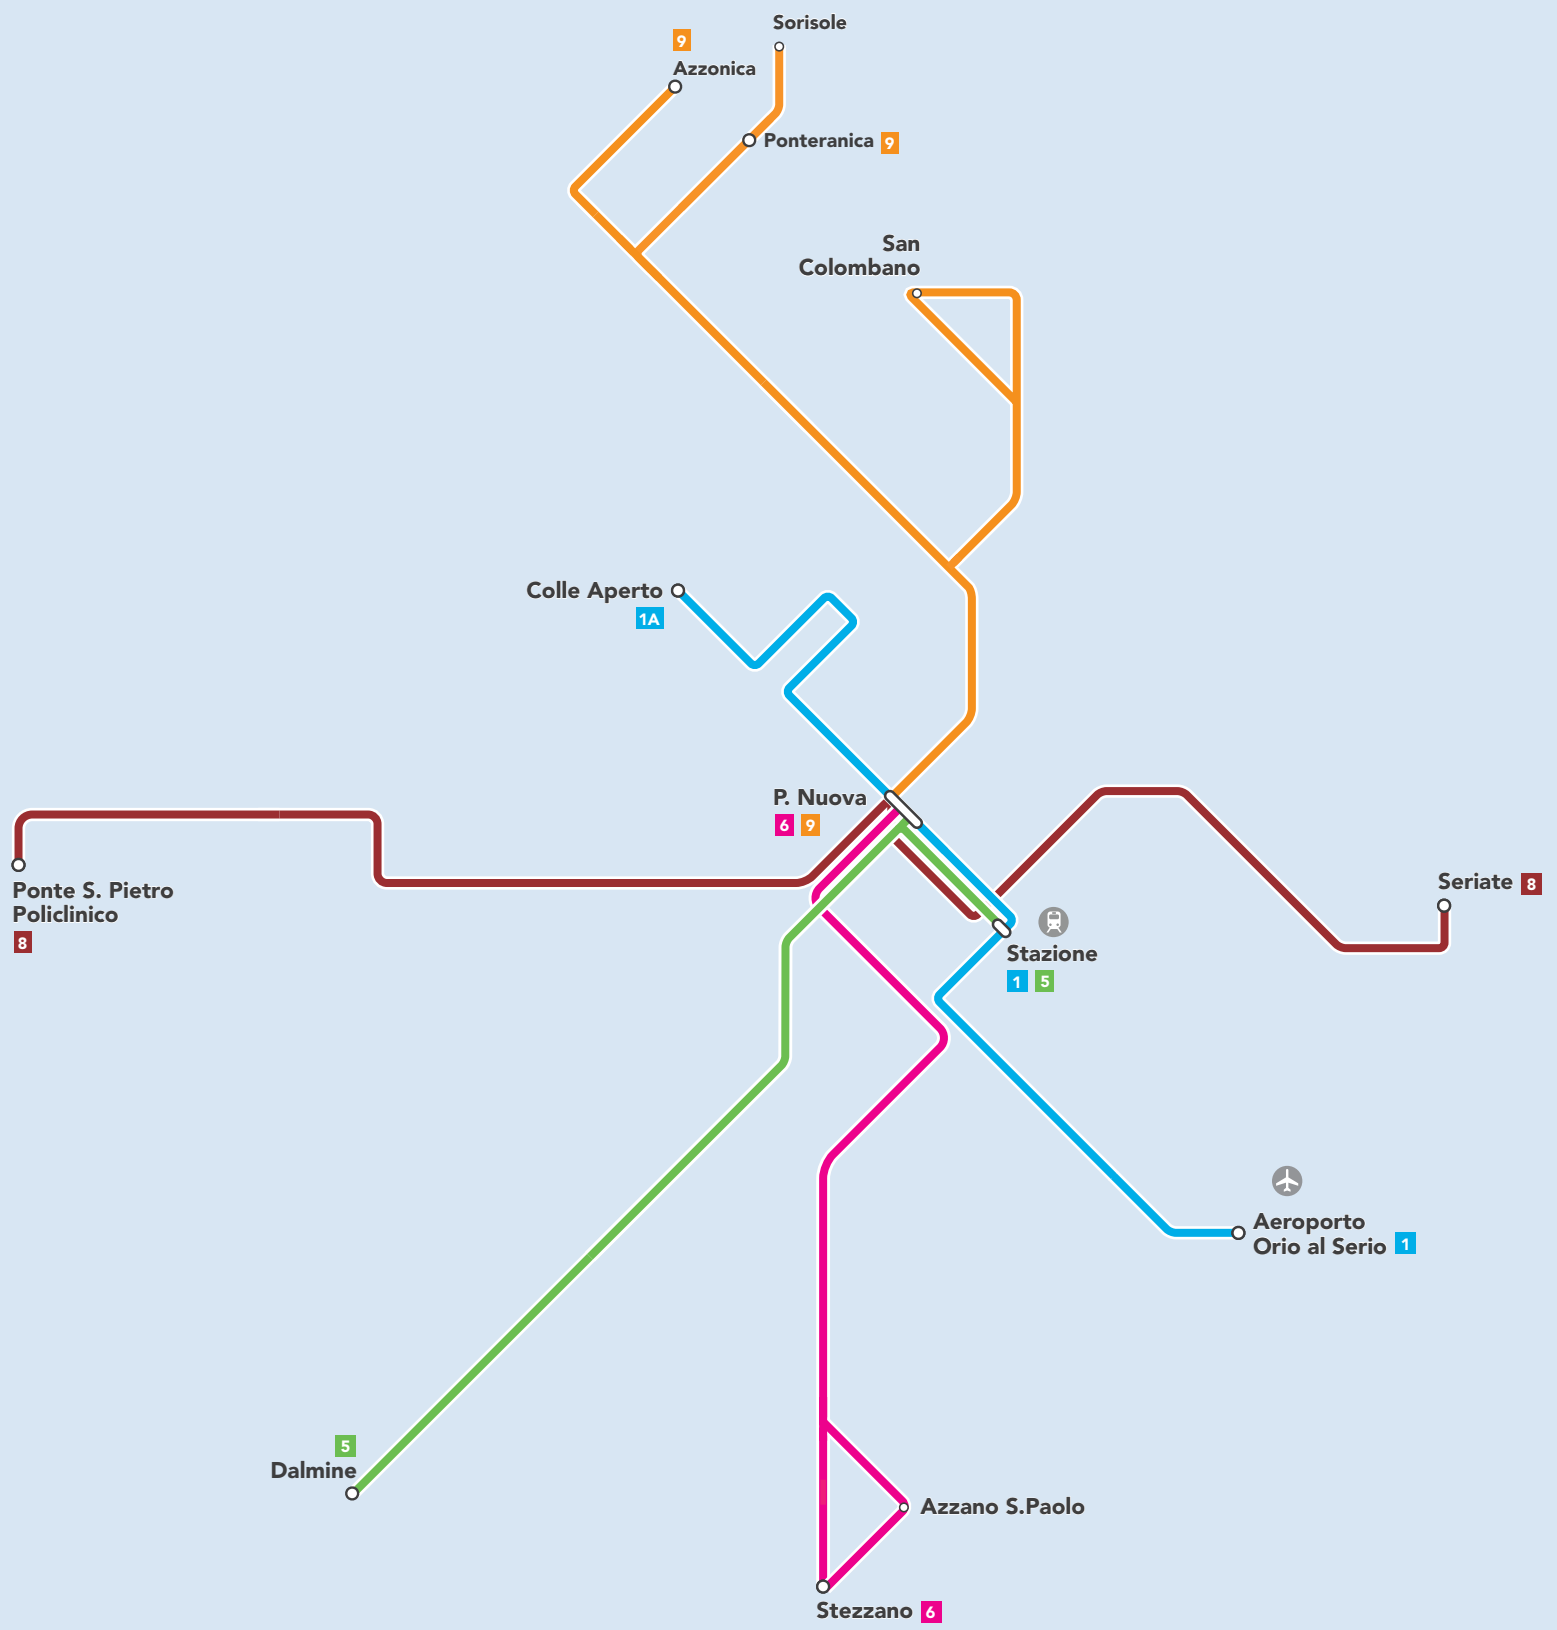 Sorisole
9
Azzonica
Ponteranica 9
San
Colombano
Colle Aperto
1A
P. Nuova
6 9
Ponte S. Pietro
Policlinico
8
Seriate 8
Stazione
1 5
Aeroporto
Orio al Serio 1
5
Dalmine
Azzano S.Paolo
Stezzano 6